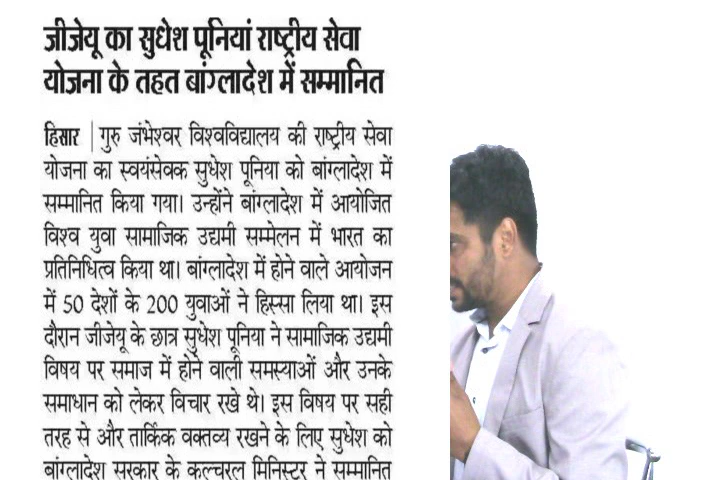 जीजेयू का सुधेश पूनियां राष्ट्रीय सेवा
योजना के तहत बांग्लादेश में सम्मानित
हिसार | गुरु जंभेश्वर विश्वविद्यालय की राष्ट्रीय सेवा
योजना का स्वयंसेवक सुधेश पूनिया को बांग्लादेश में
सम्मानित किया गया। उन्होंने बांग्लादेश में आयोजित
विश्व युवा सामाजिक उद्यमी सम्मेलन में भारत का
प्रतिनिधित्व किया था। बांग्लादेश में होने वाले आयोजन
में 50 देशों के 200 युवाओं ने हिस्सा लिया था। इस
दौरान जीजेयू के छात्र सुधेश पूनिया ने सामाजिक उद्यमी
विषय पर समाज में होने वाली समस्याओं और उनके
समाधान को लेकर विचार रखे थे। इस विषय पर सही
तरह से और तार्किक वक्तव्य रखने के लिए सुधेश को
बांग्लादेश सरकार के कल्चरल मिनिस्टर ने सम्मानित